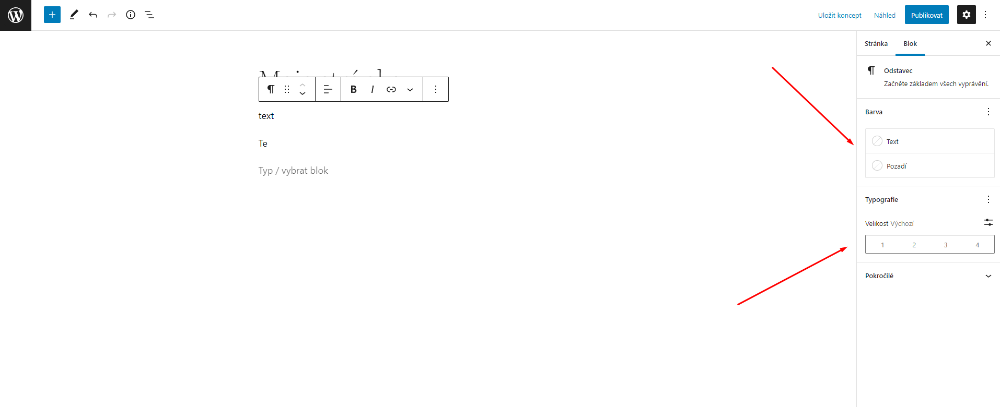 Uložit koncept Náhled Publikovat
Stránka Blok
Odstavec
Začněte základem všech vyprávění.
B I
text
Te
Typ / vybrat blok
Barva
Text
Pozadí
Typografie
Velikost Výchozí
1 2 3 4
Pokročilé